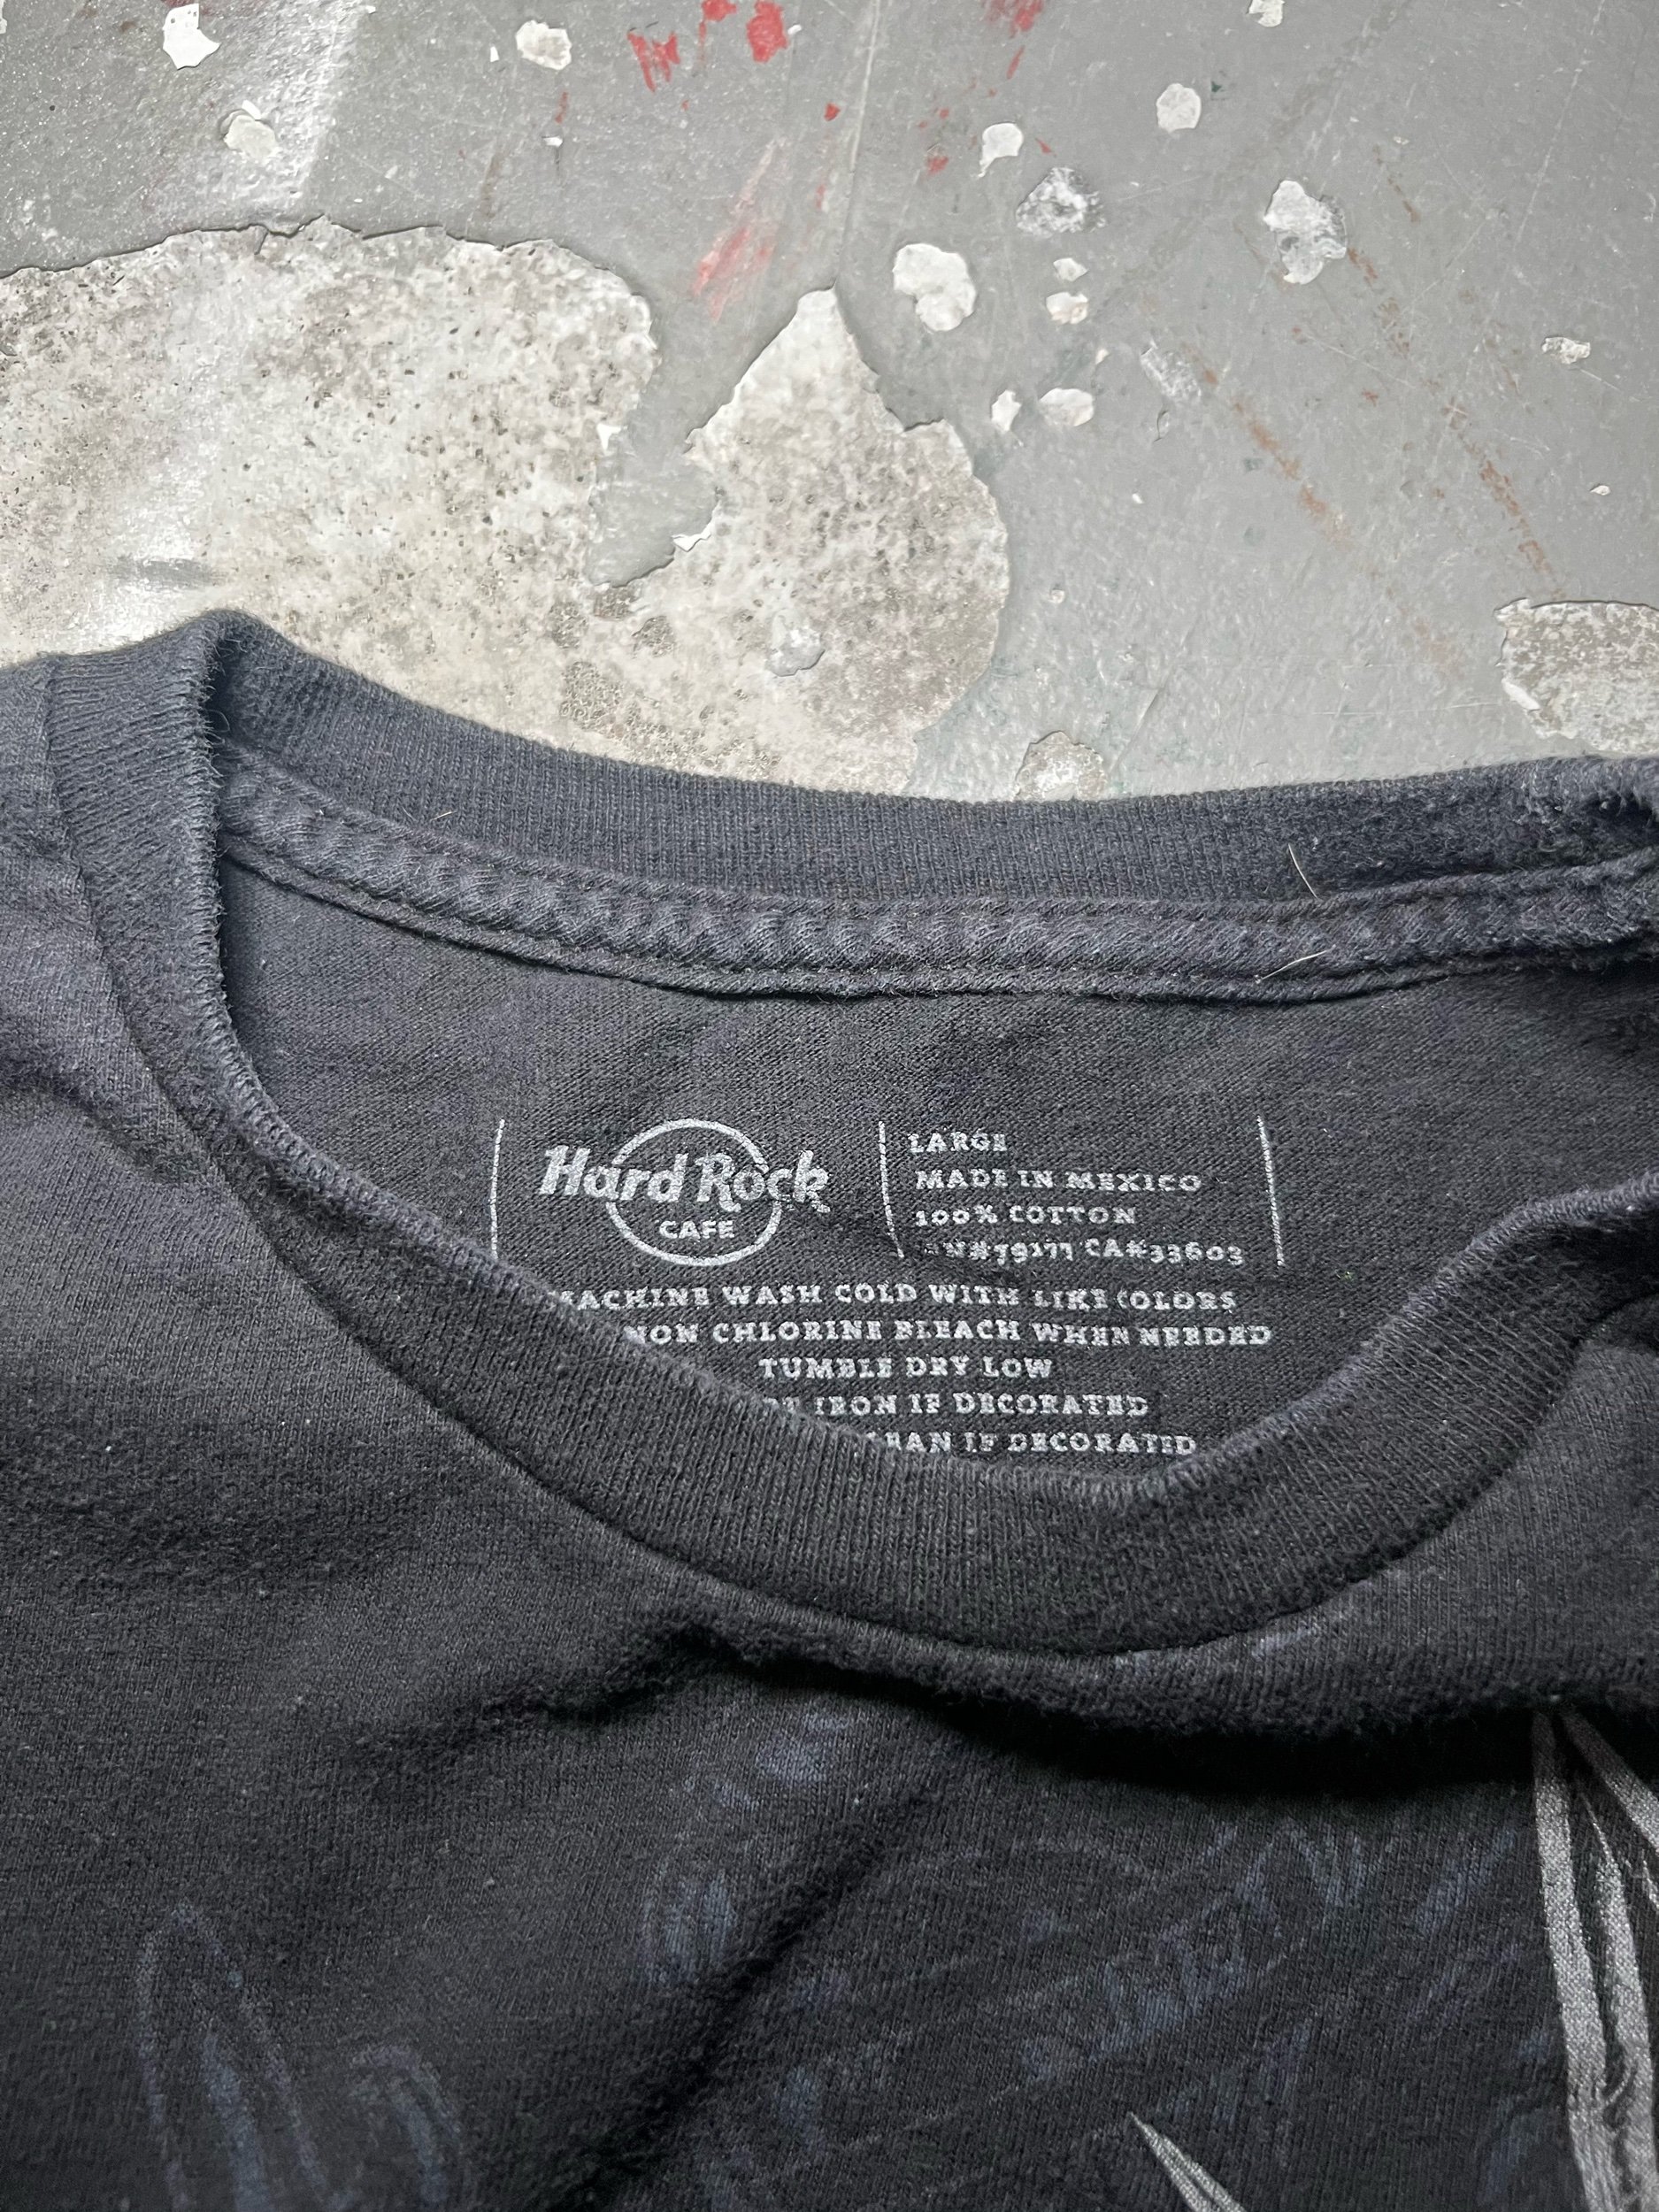 Hard Rock
CAFE
LARGE
MADE IN MEXICO
100% COTTON
CA#33603
MACHINE WASH COLD WITH LIKE COLORS
NON CHLORINE BLEACH WHEN NEEDED
TUMBLE DRY LOW
IRON IF DECORATED
IF DECORATED